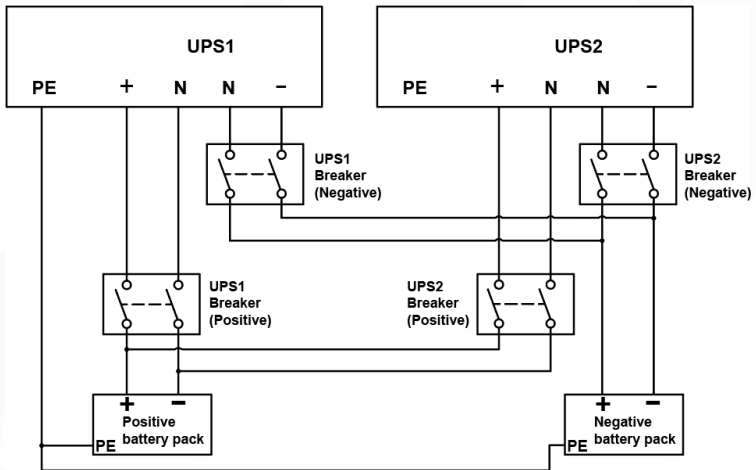 UPS1
UPS2
PE + N N −
PE + N N −
UPS1
Breaker
(Negative)
UPS2
Breaker
(Negative)
UPS1
Breaker
(Positive)
UPS2
Breaker
(Positive)
+ −
Positive
battery pack
PE
+ −
Negative
battery pack
PE